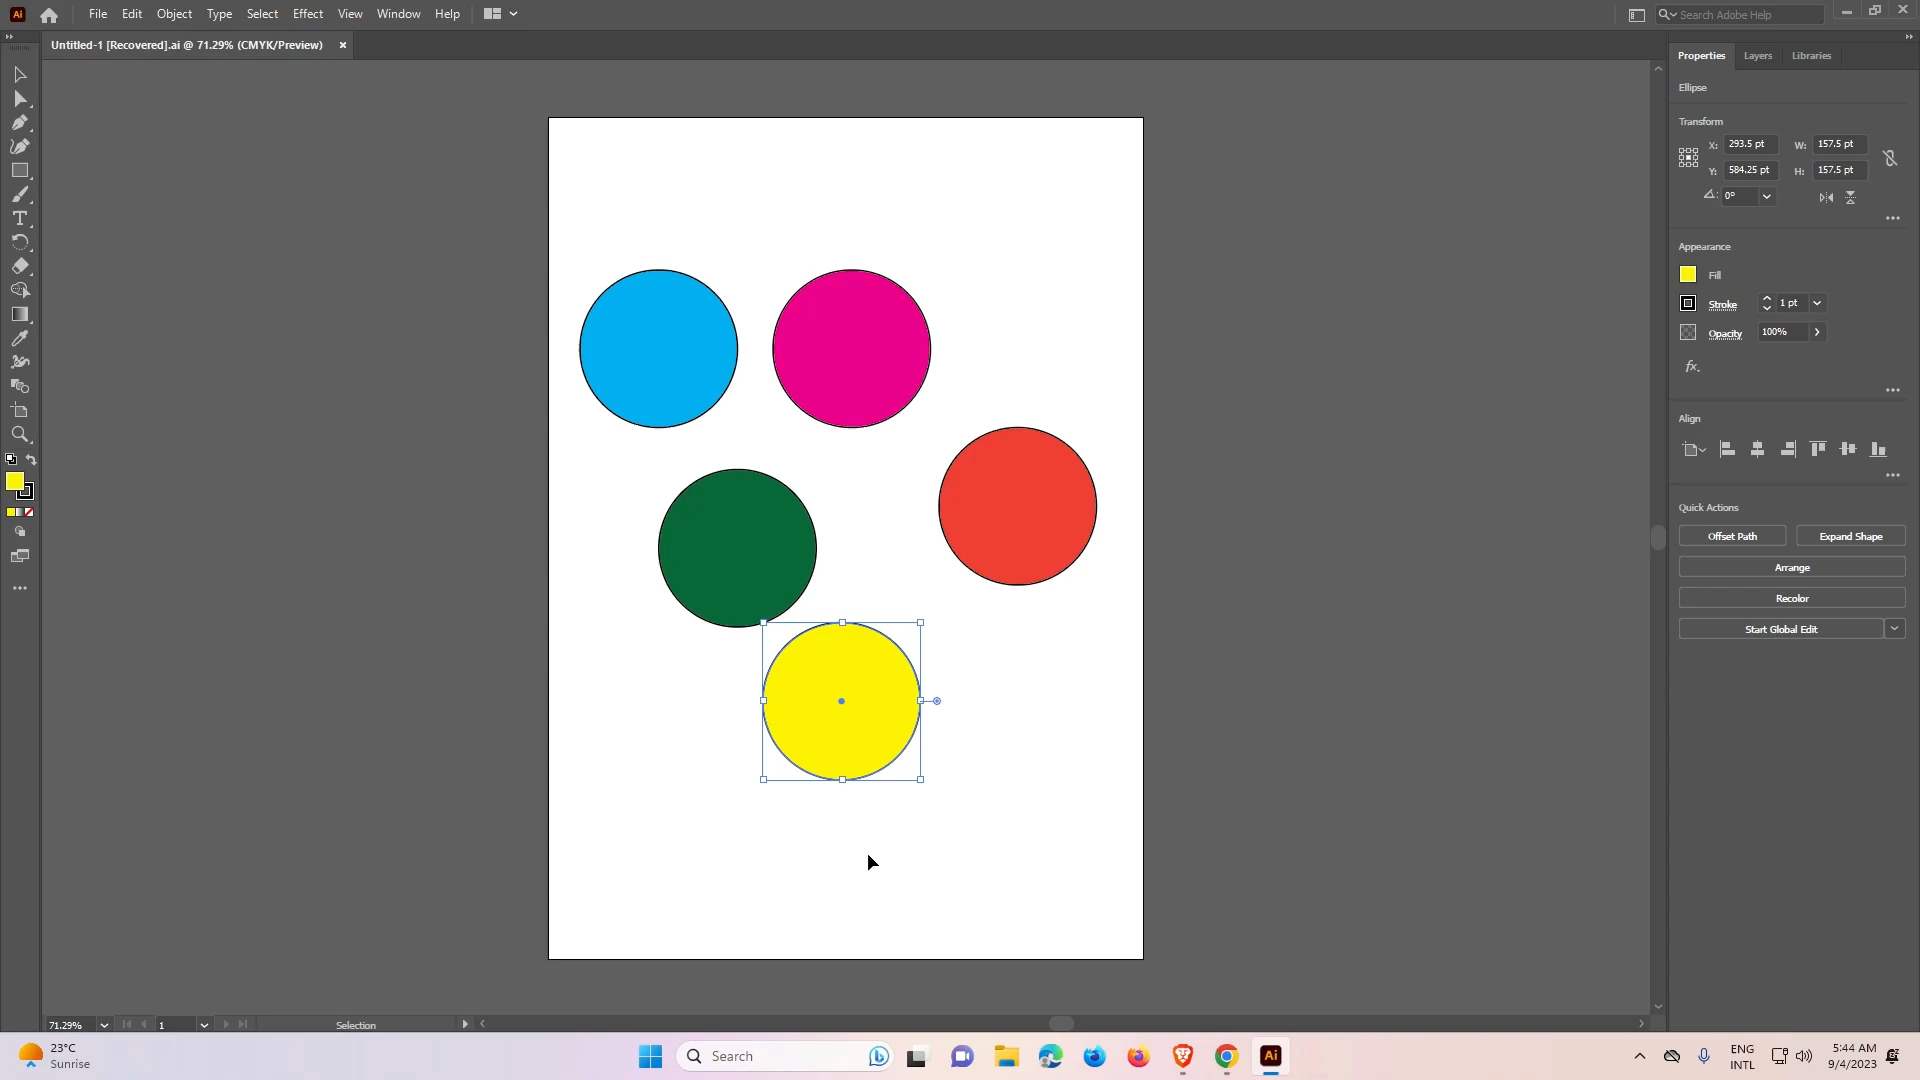 Ai File Edit Object Type Select Effect View Window Help
Search Adobe Help
Untitled-1 [Recovered].ai @ 71.29% (CMYK/Preview) ×
Properties Layers Libraries
Ellipse
Transform
X: 293.5 pt W: 157.5 pt
Y: 584.25 pt H: 157.5 pt
0°
Appearance
Fill
Stroke 1 pt
Opacity 100%
fx.
Align
Quick Actions
Offset Path Expand Shape
Arrange
Recolor
Start Global Edit
71.29% 1 Selection
23°C
Sunrise
Search
Ai
ENG
INTL
5:44 AM
9/4/2023